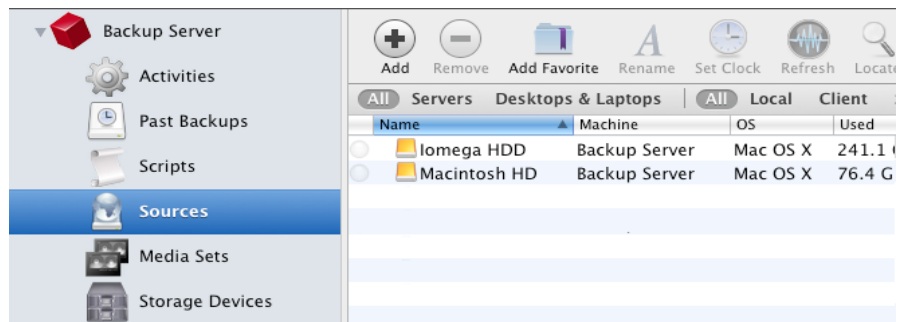 Backup Server
Activities
Past Backups
Scripts
Sources
Media Sets
Storage Devices
Add Remove Add Favorite Rename Set Clock Refresh Locate
All Servers Desktops & Laptops All Local Client
Name Machine OS Used
Iomega HDD Backup Server Mac OS X 241.1
Macintosh HD Backup Server Mac OS X 76.4 G